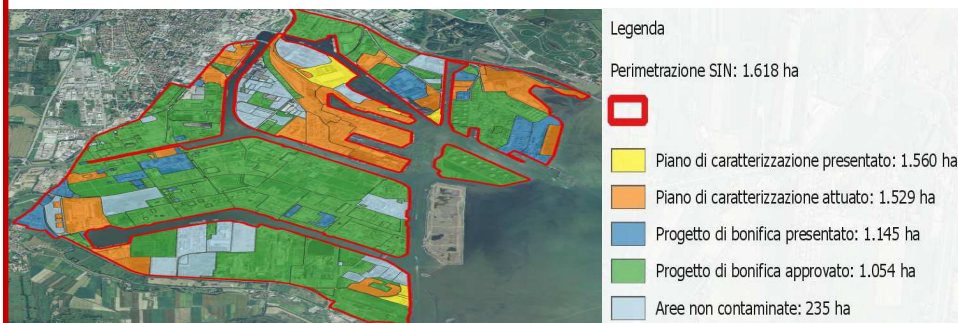 Legenda
Perimetrazione SIN: 1.618 ha
Piano di caratterizzazione presentato: 1.560 ha
Piano di caratterizzazione attuato: 1.529 ha
Progetto di bonifica presentato: 1.145 ha
Progetto di bonifica approvato: 1.054 ha
Aree non contaminate: 235 ha